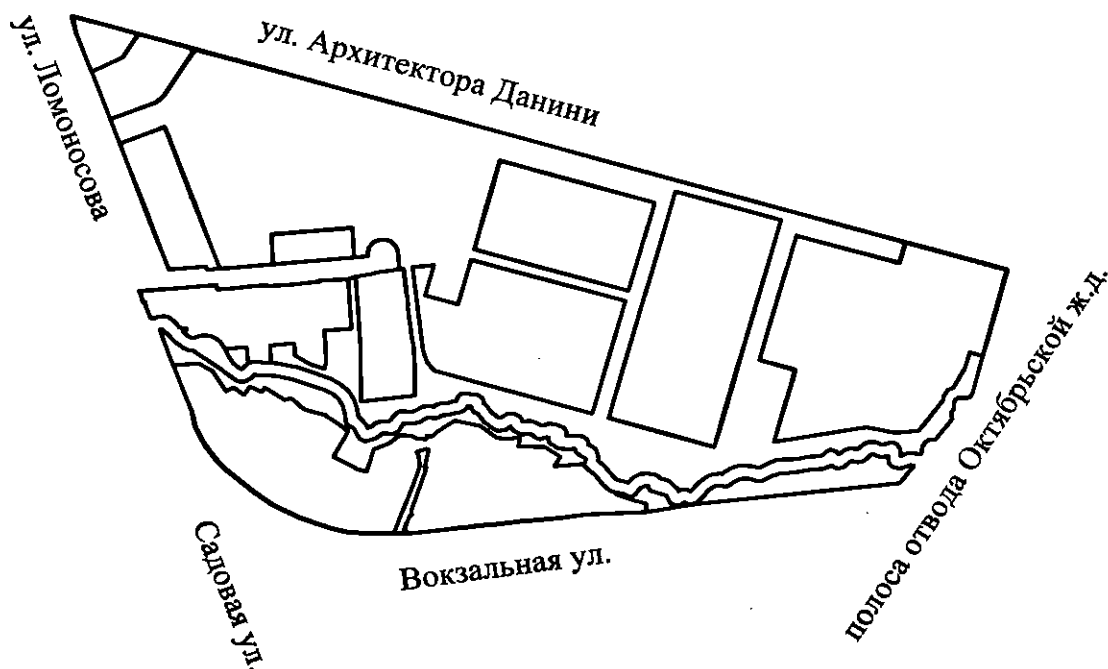 ул. Архитектора Данини
ул. Ломоносова
полоса отвода Октябрьской ж.д.
Садовая ул.
Вокзальная ул.